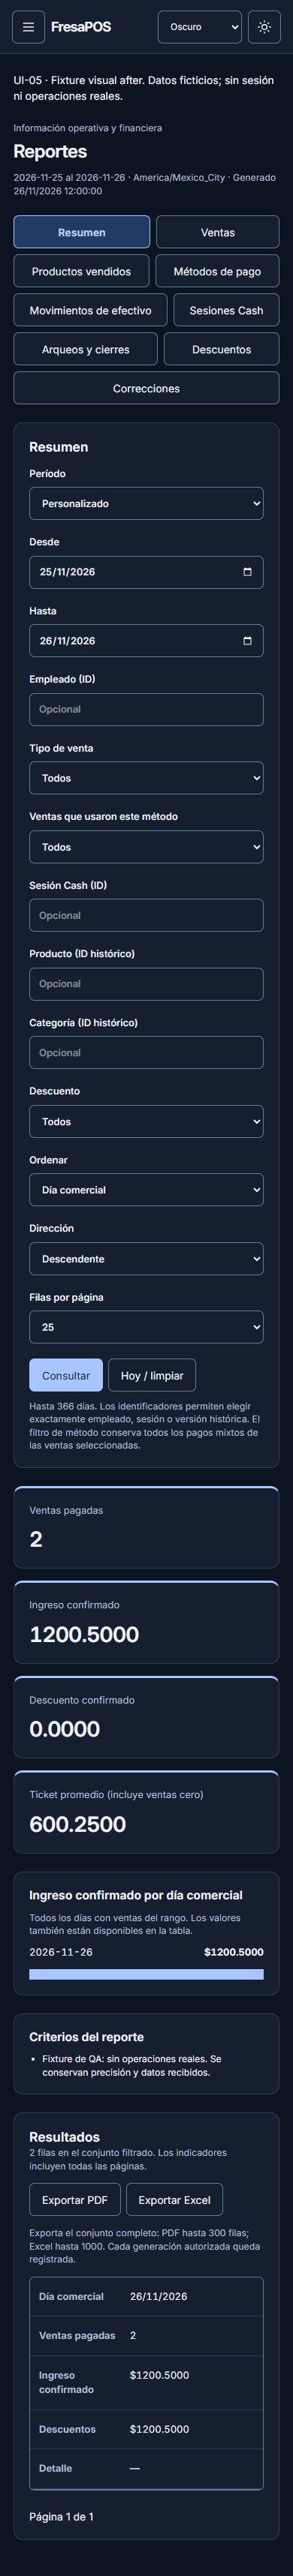 FresaPOS
Oscuro
UI-05 · Fixture visual after. Datos ficticios; sin sesión
ni operaciones reales.
Información operativa y financiera
Reportes
2026-11-25 al 2026-11-26 · America/Mexico_City · Generado
26/11/2026 12:00:00
Resumen
Ventas
Productos vendidos
Métodos de pago
Movimientos de efectivo
Sesiones Cash
Arqueos y cierres
Descuentos
Correcciones
Resumen
Período
Personalizado
Desde
25/11/2026
Hasta
26/11/2026
Empleado (ID)
Opcional
Tipo de venta
Todos
Ventas que usaron este método
Todos
Sesión Cash (ID)
Opcional
Producto (ID histórico)
Opcional
Categoría (ID histórico)
Opcional
Descuento
Todos
Ordenar
Día comercial
Dirección
Descendente
Filas por página
25
Consultar
Hoy / limpiar
Hasta 366 días. Los identificadores permiten elegir
exactamente empleado, sesión o versión histórica. El
filtro de método conserva todos los pagos mixtos de
las ventas seleccionadas.
Ventas pagadas
2
Ingreso confirmado
1200.5000
Descuento confirmado
0.0000
Ticket promedio (incluye ventas cero)
600.2500
Ingreso confirmado por día comercial
Todos los días con ventas del rango. Los valores
también están disponibles en la tabla.
2026-11-26 $1200.5000
Criterios del reporte
• Fixture de QA: sin operaciones reales. Se
conservan precisión y datos recibidos.
Resultados
2 filas en el conjunto filtrado. Los indicadores
incluyen todas las páginas.
Exportar PDF
Exportar Excel
Exporta el conjunto completo: PDF hasta 300 filas;
Excel hasta 1000. Cada generación autorizada queda
registrada.
Día comercial 26/11/2026
Ventas pagadas 2
Ingreso $1200.5000
confirmado
Descuentos $1200.5000
Detalle —
Página 1 de 1